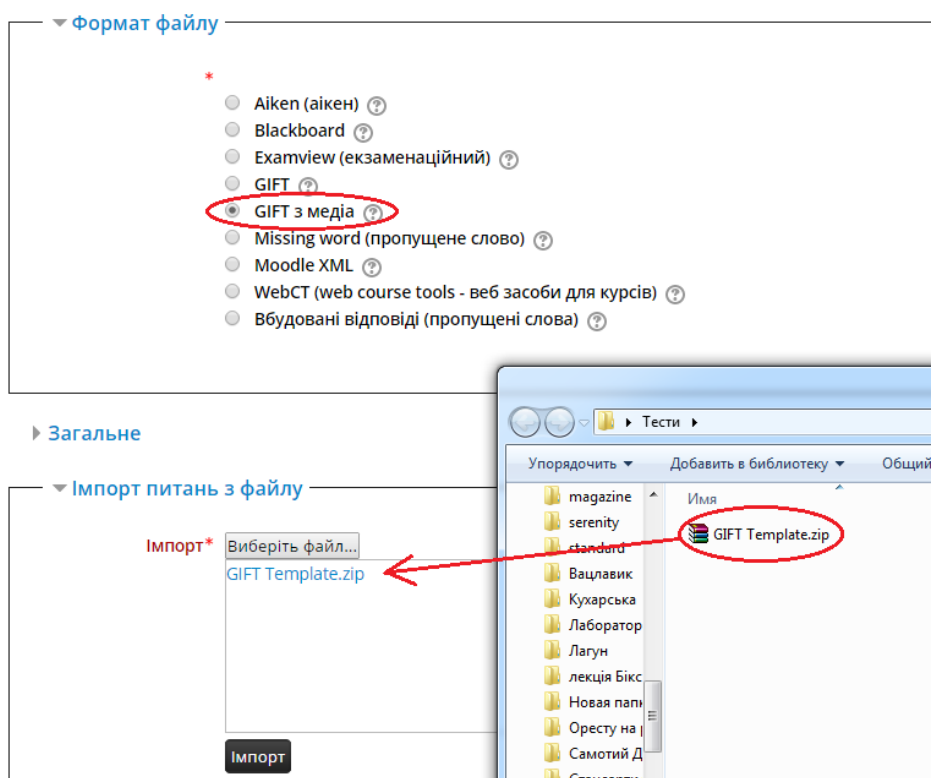 Формат файлу
*
Aiken (аікен)
Blackboard
Examview (екзаменаційний)
GIFT
GIFT з медіа
Missing word (пропущене слово)
Moodle XML
WebCT (web course tools - веб засоби для курсів)
Вбудовані відповіді (пропущені слова)
Загальне
Імпорт питань з файлу
Імпорт* Виберіть файл...
GIFT Template.zip
Імпорт
Тести
Упорядочить Добавить в библиотеку Общий
Имя
magazine
serenity
standard
Вацлавик
Кухарська
Лаборатор
Лагун
лекція Бікс
Новая пап
Оресту на
Самотий Д
GIFT Template.zip